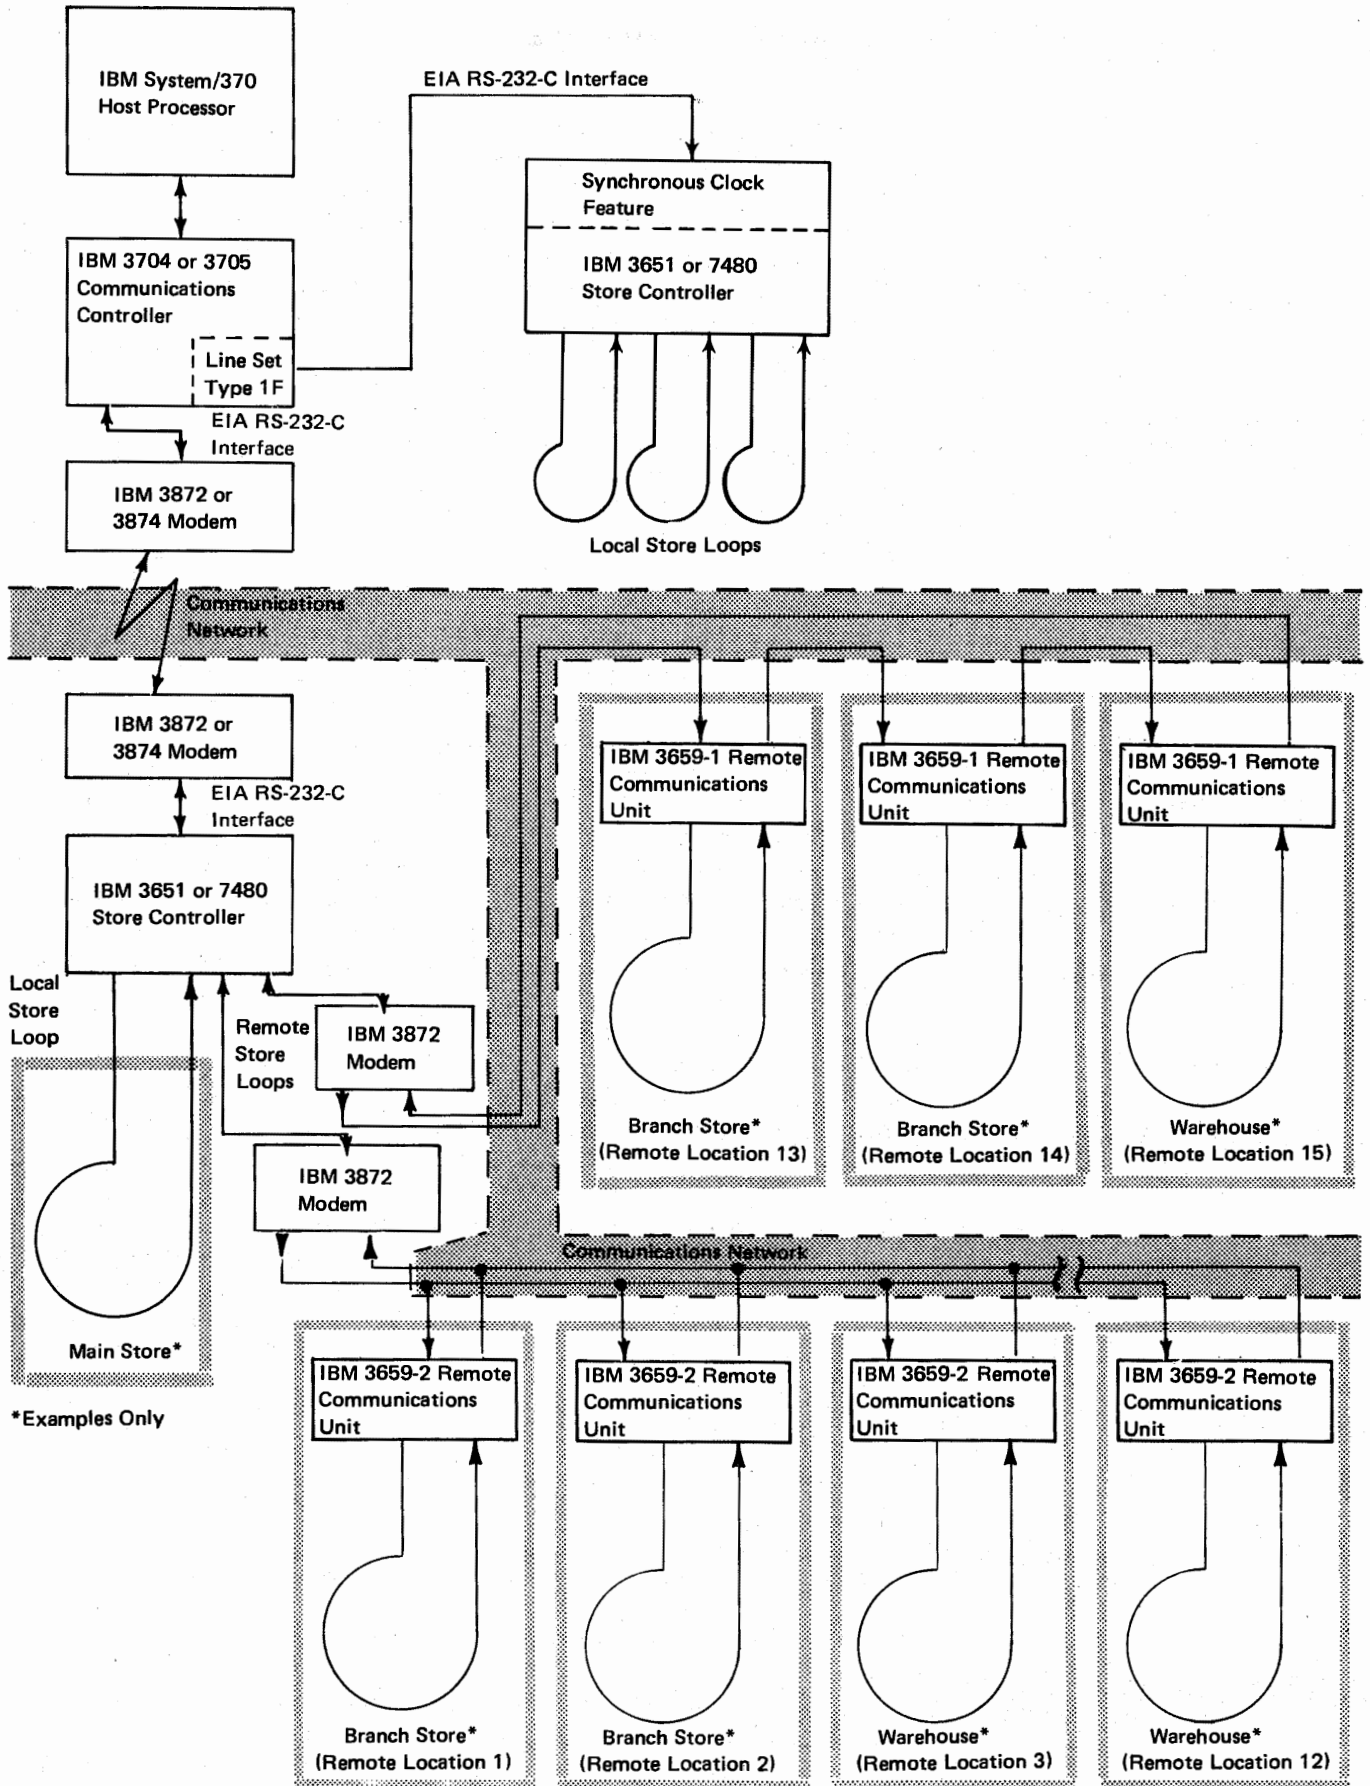 IBM System/370
Host Processor
EIA RS-232-C Interface
Synchronous Clock
Feature
IBM 3704 or 3705
Communications
Controller
IBM 3651 or 7480
Store Controller
Line Set
Type 1F
EIA RS-232-C
Interface
IBM 3872 or
3874 Modem
Local Store Loops
Communications
Network
IBM 3872 or
3874 Modem
EIA RS-232-C
Interface
IBM 3651 or 7480
Store Controller
IBM 3659-1 Remote
Communications
Unit
IBM 3659-1 Remote
Communications
Unit
IBM 3659-1 Remote
Communications
Unit
Local
Store
Loop
Remote
Store
Loops
IBM 3872
Modem
Branch Store*
(Remote Location 13)
Branch Store*
(Remote Location 14)
Warehouse*
(Remote Location 15)
IBM 3872
Modem
Communications Network
Main Store*
*Examples Only
IBM 3659-2 Remote
Communications
Unit
IBM 3659-2 Remote
Communications
Unit
IBM 3659-2 Remote
Communications
Unit
IBM 3659-2 Remote
Communications
Unit
Branch Store*
(Remote Location 1)
Branch Store*
(Remote Location 2)
Warehouse*
(Remote Location 3)
Warehouse*
(Remote Location 12)